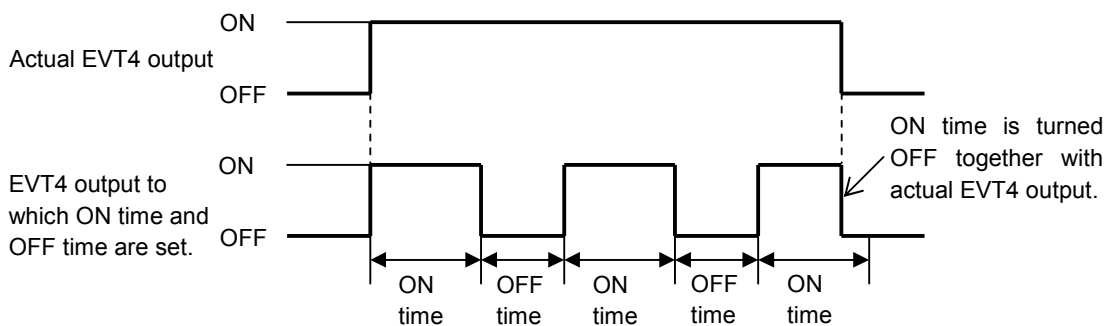 ON
Actual EVT4 output
OFF
ON time is turned
OFF together with
actual EVT4 output.
ON
EVT4 output to
which ON time and
OFF time are set.
OFF
ON
time
OFF
time
ON
time
OFF
time
ON
time